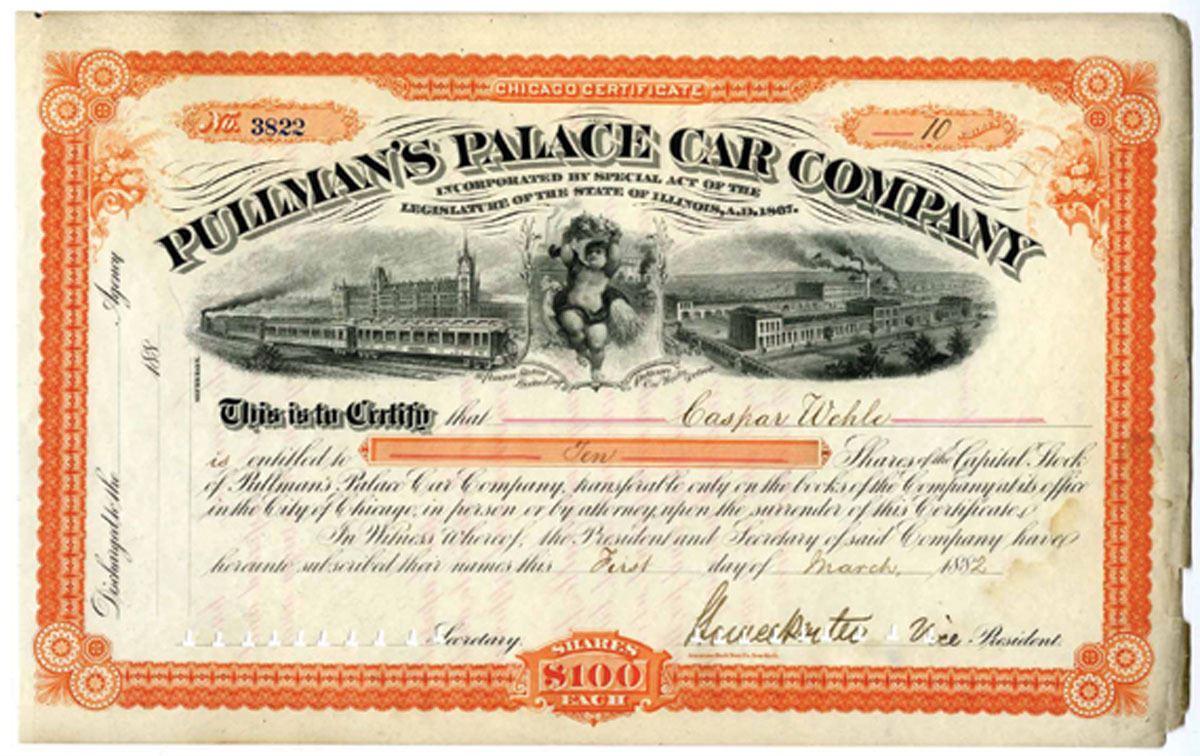 CHICAGO CERTIFICATE
No. 3822
10
PULLMAN'S PALACE CAR COMPANY
INCORPORATED BY SPECIAL ACT OF THE
LEGISLATURE OF THE STATE OF ILLINOIS, A.D. 1867.
Discharged to the Agency
188
This is to Certify that Caspar Wehle
is entitled to Ten Shares of the Capital Stock
of Pullman's Palace Car Company, transferable only on the books of the Company at its office
in the City of Chicago, in person or by attorney, upon the surrender of this Certificate.
In Witness Whereof, the President and Secretary of said Company have
hereunto subscribed their names this First day of March, 1882
Secretary. Vice President.
SHARES
$100
EACH